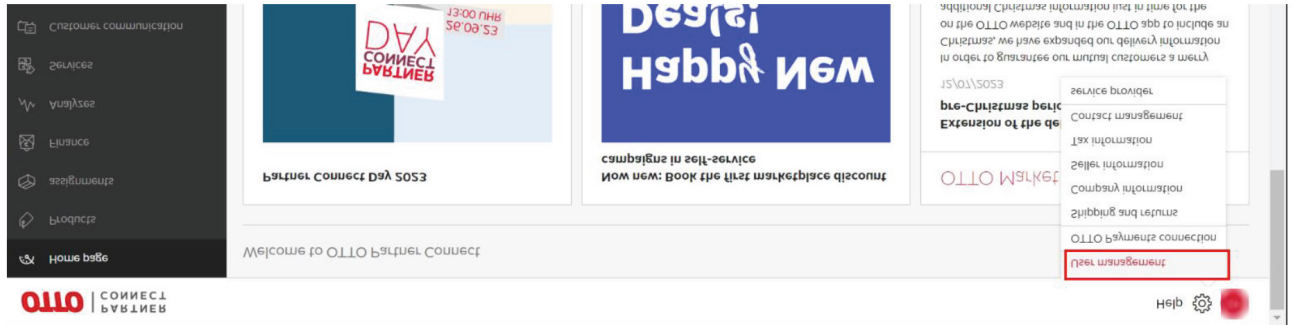 OTTO PARTNER CONNECT
Help
Home page
Products
assignments
Finance
Analyzes
Services
Customer communication
Welcome to OTTO Partner Connect
Partner Connect Day 2023
PARTNER
CONNECT
DAY
26.09.23
13:00 UHR
Now new: Book the first marketplace discount
campaigns in self-service
Happy New
Deals!
OTTO Market
Extension of the de
pre-Christmas perio
12/07/2023
In order to guarantee our mutual customers a merry
Christmas, we have expanded our delivery information
on the OTTO website and in the OTTO app to include an
additional Christmas information just in time for the
User management
OTTO Payments connection
Shipping and returns
Company information
Seller information
Tax information
Contact management
service provider